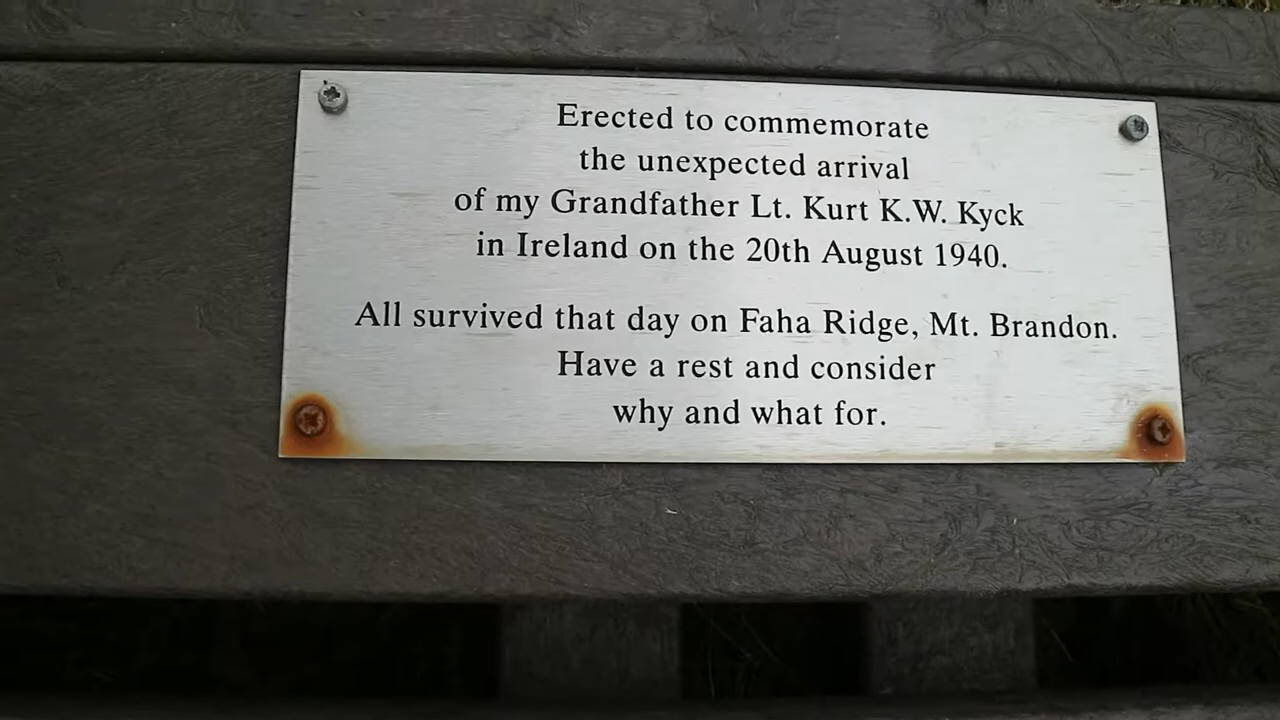 Erected to commemorate
the unexpected arrival
of my Grandfather Lt. Kurt K.W. Kyck
in Ireland on the 20th August 1940.
All survived that day on Faha Ridge, Mt. Brandon.
Have a rest and consider
why and what for.